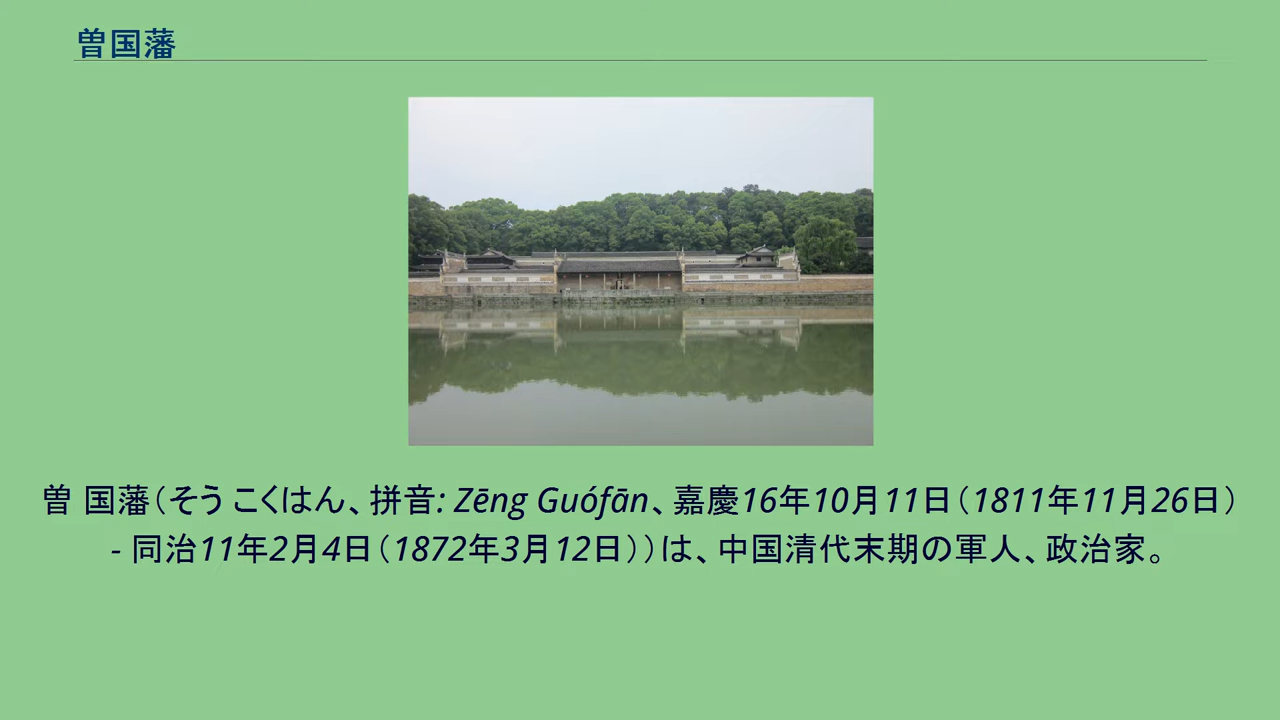 曽国藩
曽 国藩（そう こくはん、拼音: Zēng Guófān、嘉慶16年10月11日（1811年11月26日）
- 同治11年2月4日（1872年3月12日））は、中国清代末期の軍人、政治家。